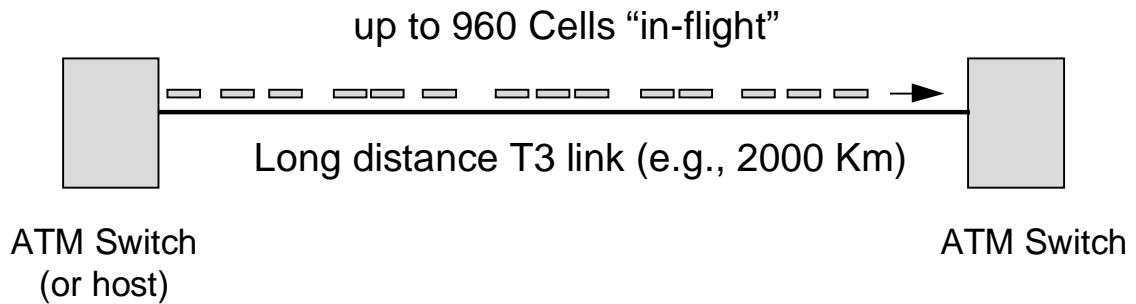 up to 960 Cells “in-flight”
Long distance T3 link (e.g., 2000 Km)
ATM Switch
(or host)
ATM Switch